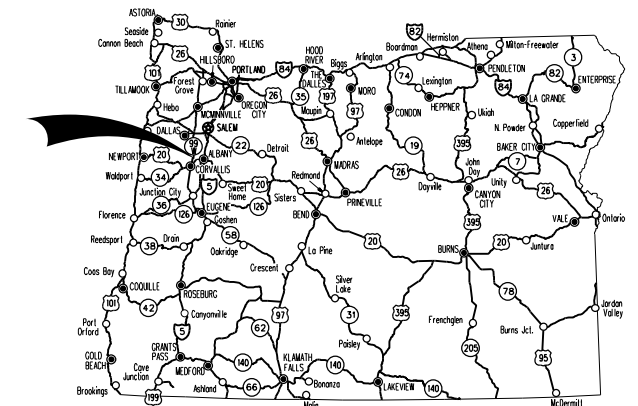 ASTORIA
30
Rainier
82
Seaside
Hermiston
Athena
Milton-Freewater
Cannon Beach
ST. HELENS
Boardman
3
26
HILLSBORO
HOOD
RIVER
Biggs
Arlington
PENDLETON
82
101
Forest
Grove
PORTLAND
84
THE
DALLES
74
Lexington
84
ENTERPRISE
TILLAMOOK
26
35
197
MORO
HEPPNER
LA GRANDE
OREGON
CITY
Hebo
MCMINNVILLE
Maupin
97
CONDON
Ukiah
N. Powder
Copperfield
DALLAS
SALEM
99
22
26
Antelope
395
BAKER CITY
NEWPORT
20
ALBANY
Detroit
MADRAS
19
John
Day
7
CORVALLIS
Waldport
34
5
Sweet
Home
20
Redmond
26
Unity
Junction City
Sisters
Dayville
26
36
126
EUGENE
126
PRINEVILLE
CANYON
CITY
Florence
Goshen
BEND
395
VALE
Ontario
Reedsport
58
20
BURNS
20
Juntura
38
Drain
Oakridge
La Pine
Crescent
Coos Bay
Silver
Lake
COQUILLE
ROSEBURG
78
101
42
Canyonville
97
31
395
Jordan
Valley
Port
Orford
5
62
Frenchglen
Burns Jct.
GRANTS
PASS
Paisley
205
GOLD
BEACH
140
KLAMATH
FALLS
140
95
Cave
Junction
MEDFORD
Brookings
Ashland
66
Bonanza
LAKEVIEW
140
199
McDermitt